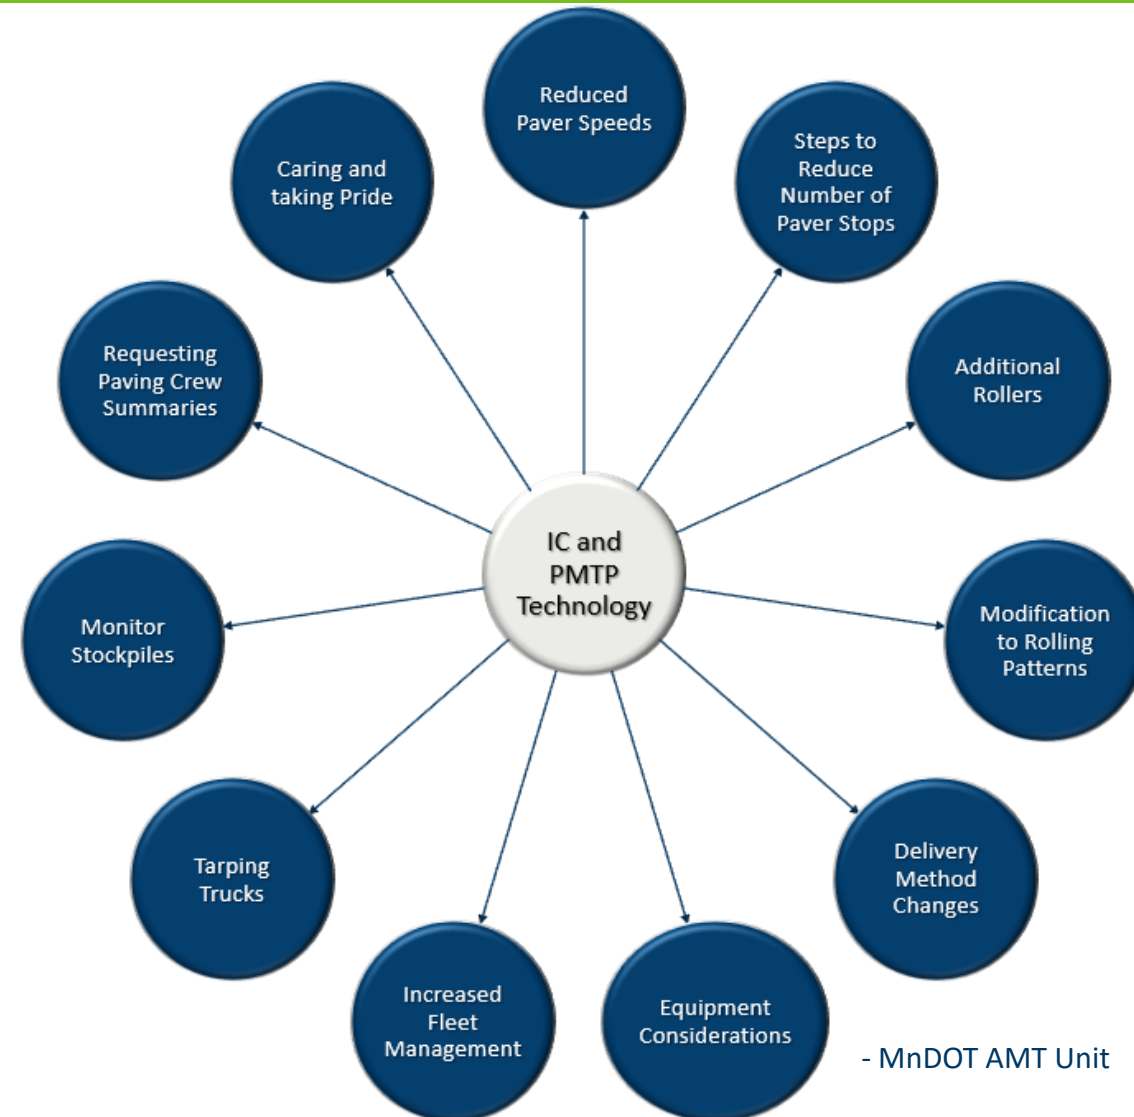 Reduced
Paver Speeds
Steps to
Reduce
Number of
Paver Stops
Additional
Rollers
Modification
to Rolling
Patterns
Delivery
Method
Changes
Equipment
Considerations
Increased
Fleet
Management
Tarping
Trucks
Monitor
Stockpiles
Requesting
Paving Crew
Summaries
Caring and
taking Pride
IC and
PMTP
Technology
- MnDOT AMT Unit